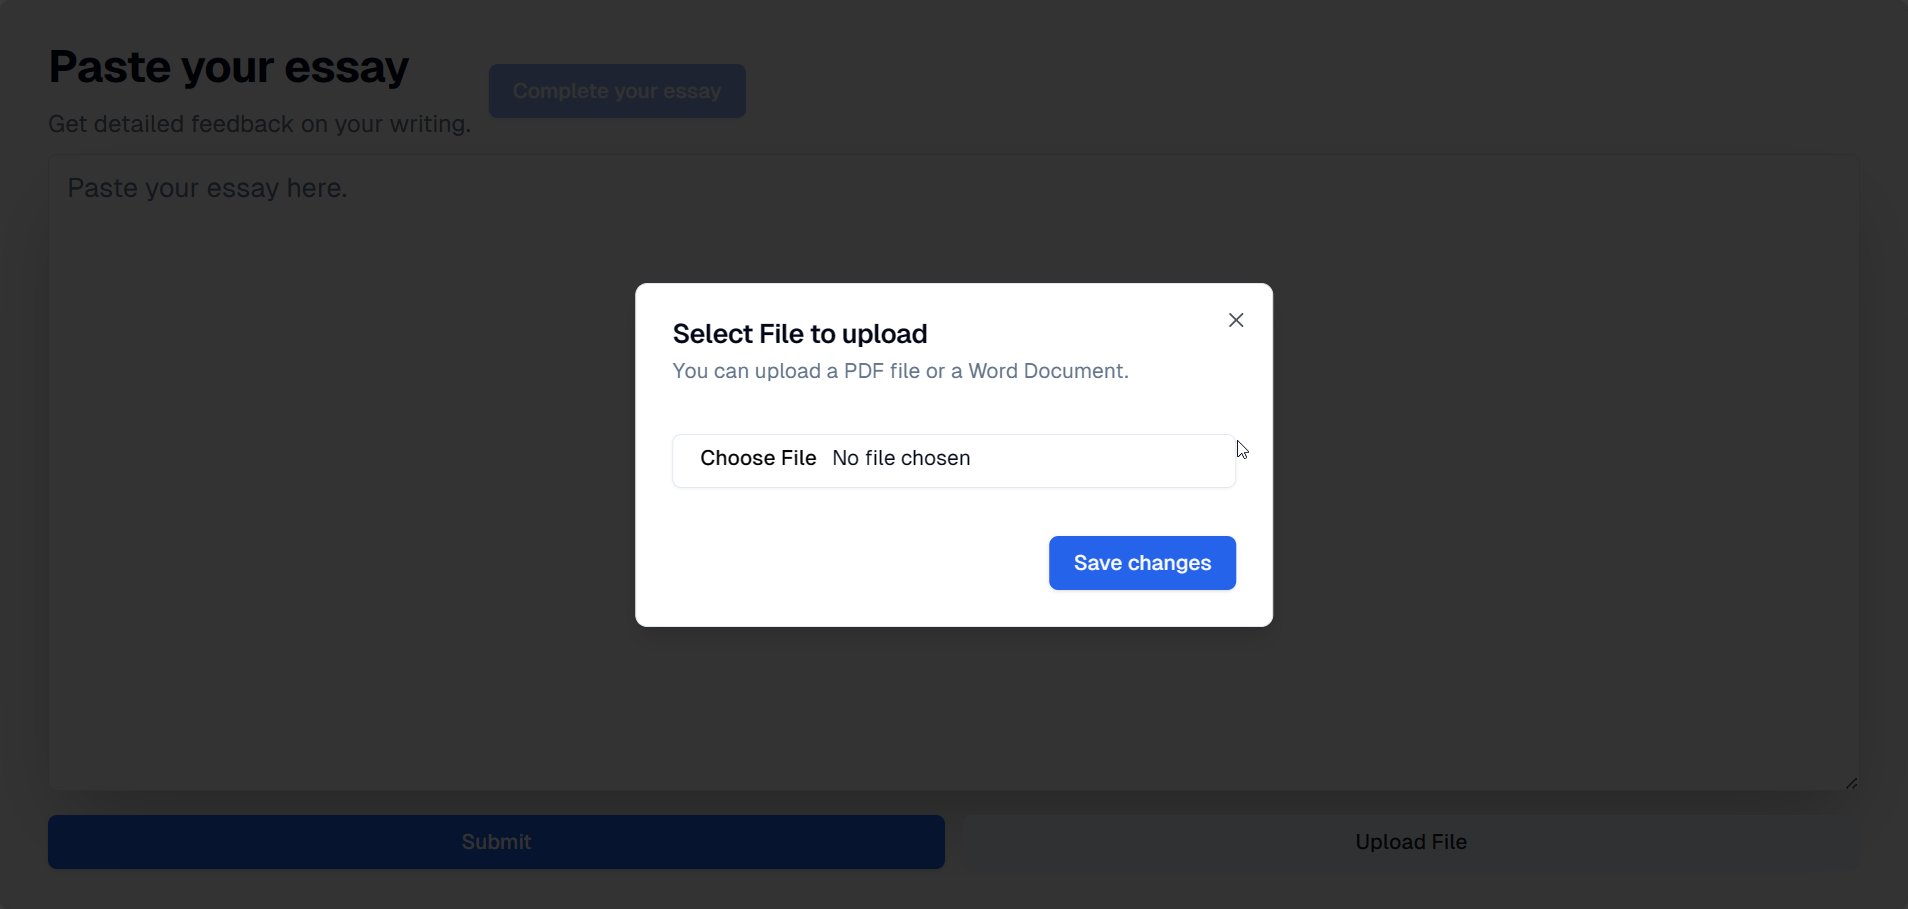 Paste your essay
Complete your essay
Get detailed feedback on your writing.
Paste your essay here.
Select File to upload
You can upload a PDF file or a Word Document.
Choose File No file chosen
Save changes
Submit
Upload File